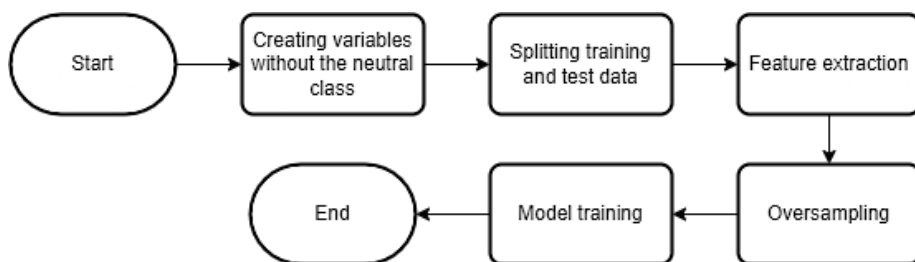 Start
Creating variables
without the neutral
class
Splitting training
and test data
Feature extraction
End
Model training
Oversampling